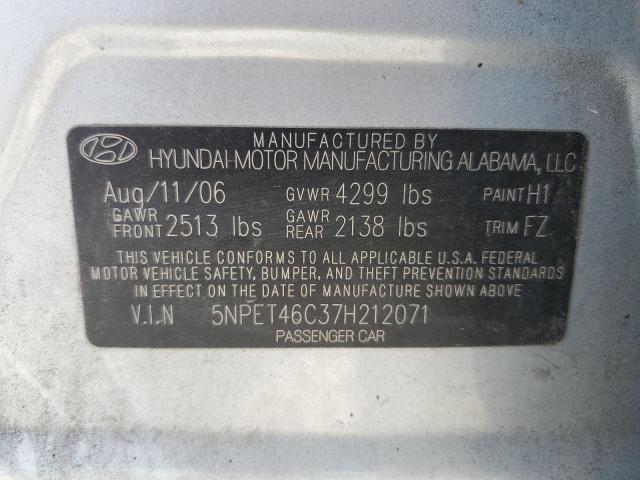 MANUFACTURED BY
HYUNDAI MOTOR MANUFACTURING ALABAMA, LLC
Aug/11/06 GVWR 4299 lbs PAINT H1
GAWR FRONT 2513 lbs GAWR REAR 2138 lbs TRIM FZ
THIS VEHICLE CONFORMS TO ALL APPLICABLE U.S.A. FEDERAL
MOTOR VEHICLE SAFETY, BUMPER, AND THEFT PREVENTION STANDARDS
IN EFFECT ON THE DATE OF MANUFACTURE SHOWN ABOVE
V.I.N 5NPET46C37H212071
PASSENGER CAR